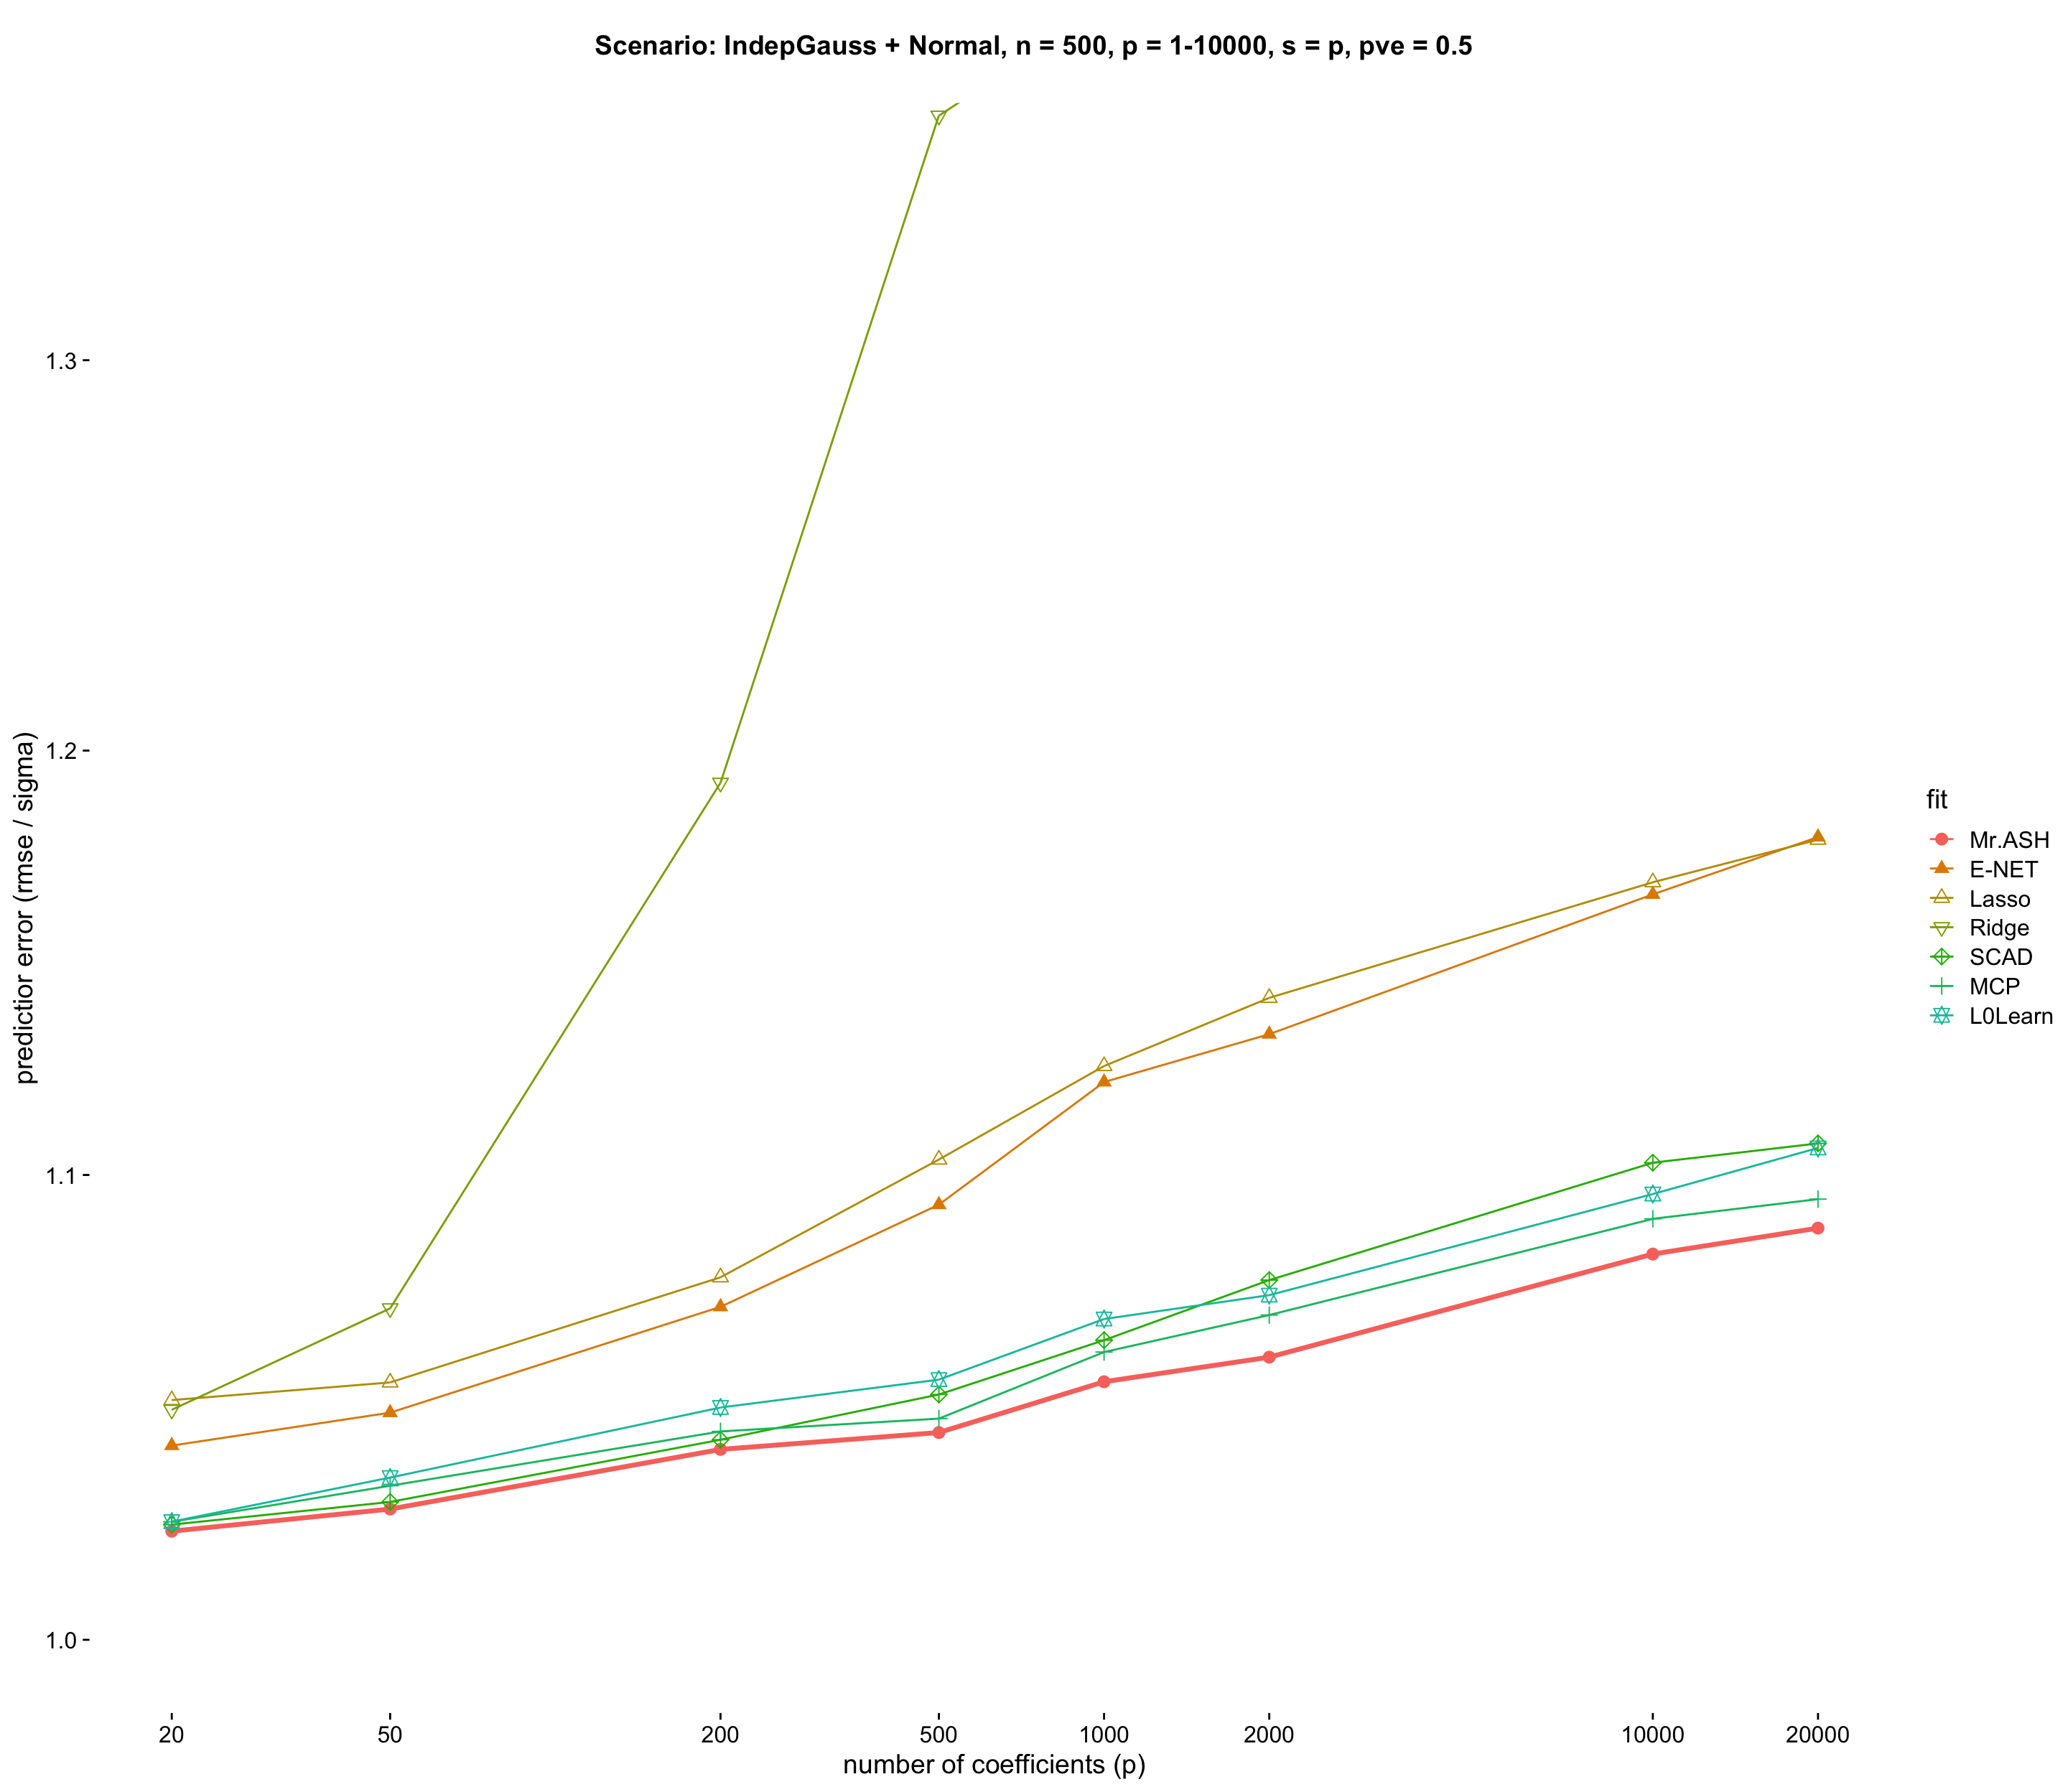 Scenario: IndepGauss + Normal, n = 500, p = 1-10000, s = p, pve = 0.5
predictior error (rmse / sigma)
1.3
1.2
1.1
1.0
20 50 200 500 1000 2000 10000 20000
number of coefficients (p)
fit
Mr.ASH
E-NET
Lasso
Ridge
SCAD
MCP
L0Learn